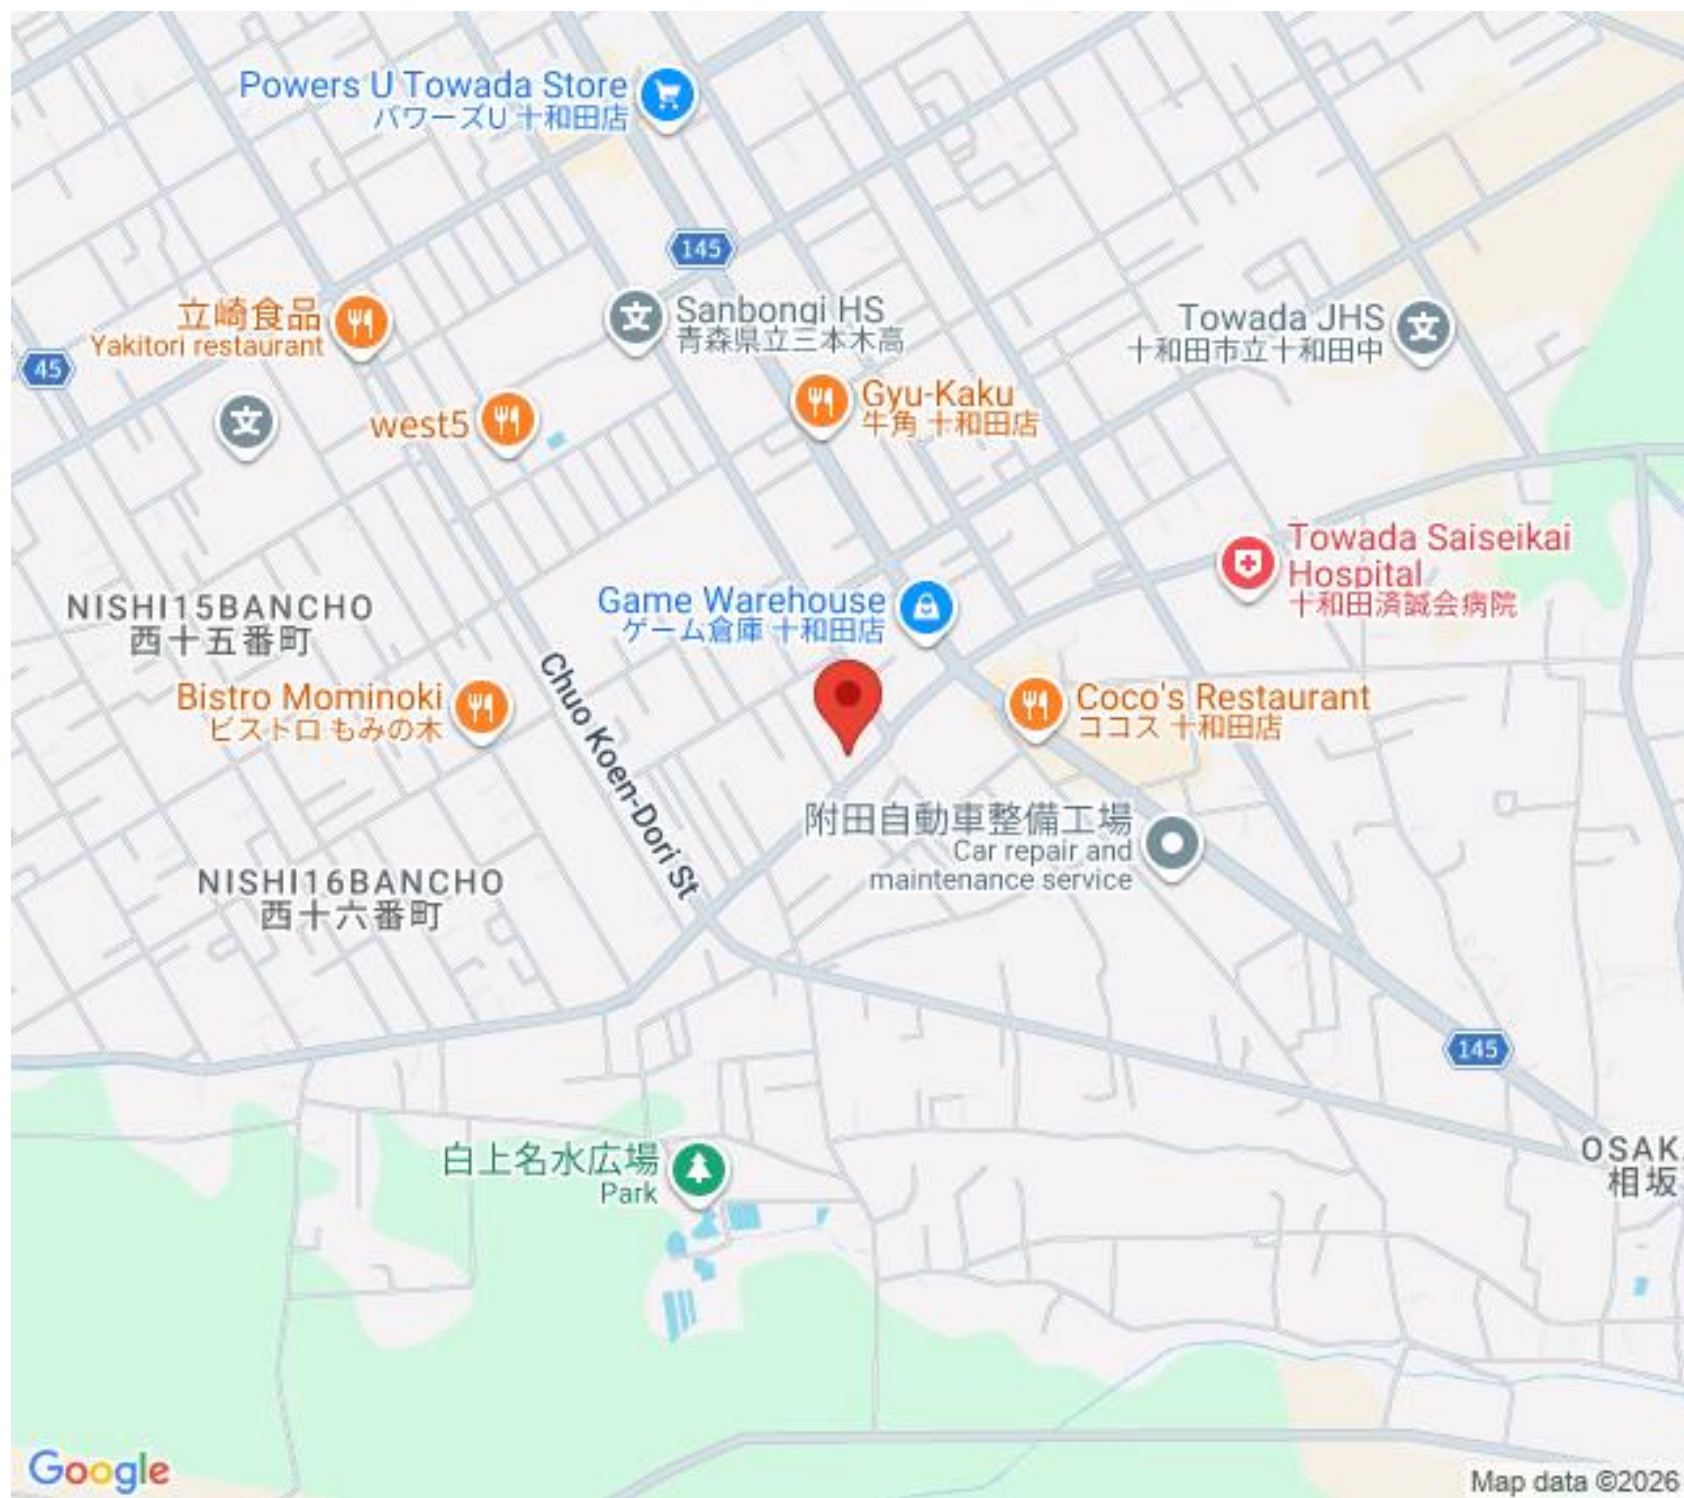 Powers U Towada Store
パワーズU 十和田店
145
立崎食品
Yakitori restaurant
Sanbongi HS
青森県立三本木高
Towada JHS
十和田市立十和田中
45
文
west5
Gyu-Kaku
牛角 十和田店
Towada Saiseikai
Hospital
十和田済誠会病院
NISHI15BANCHO
西十五番町
Game Warehouse
ゲーム倉庫 十和田店
Chuo Koen-Dori St
Bistro Mominoki
ビストロ もみの木
Coco's Restaurant
ココス 十和田店
附田自動車整備工場
Car repair and
maintenance service
NISHI16BANCHO
西十六番町
145
OSAK
相坂
白上名水広場
Park
Google
Map data ©2026